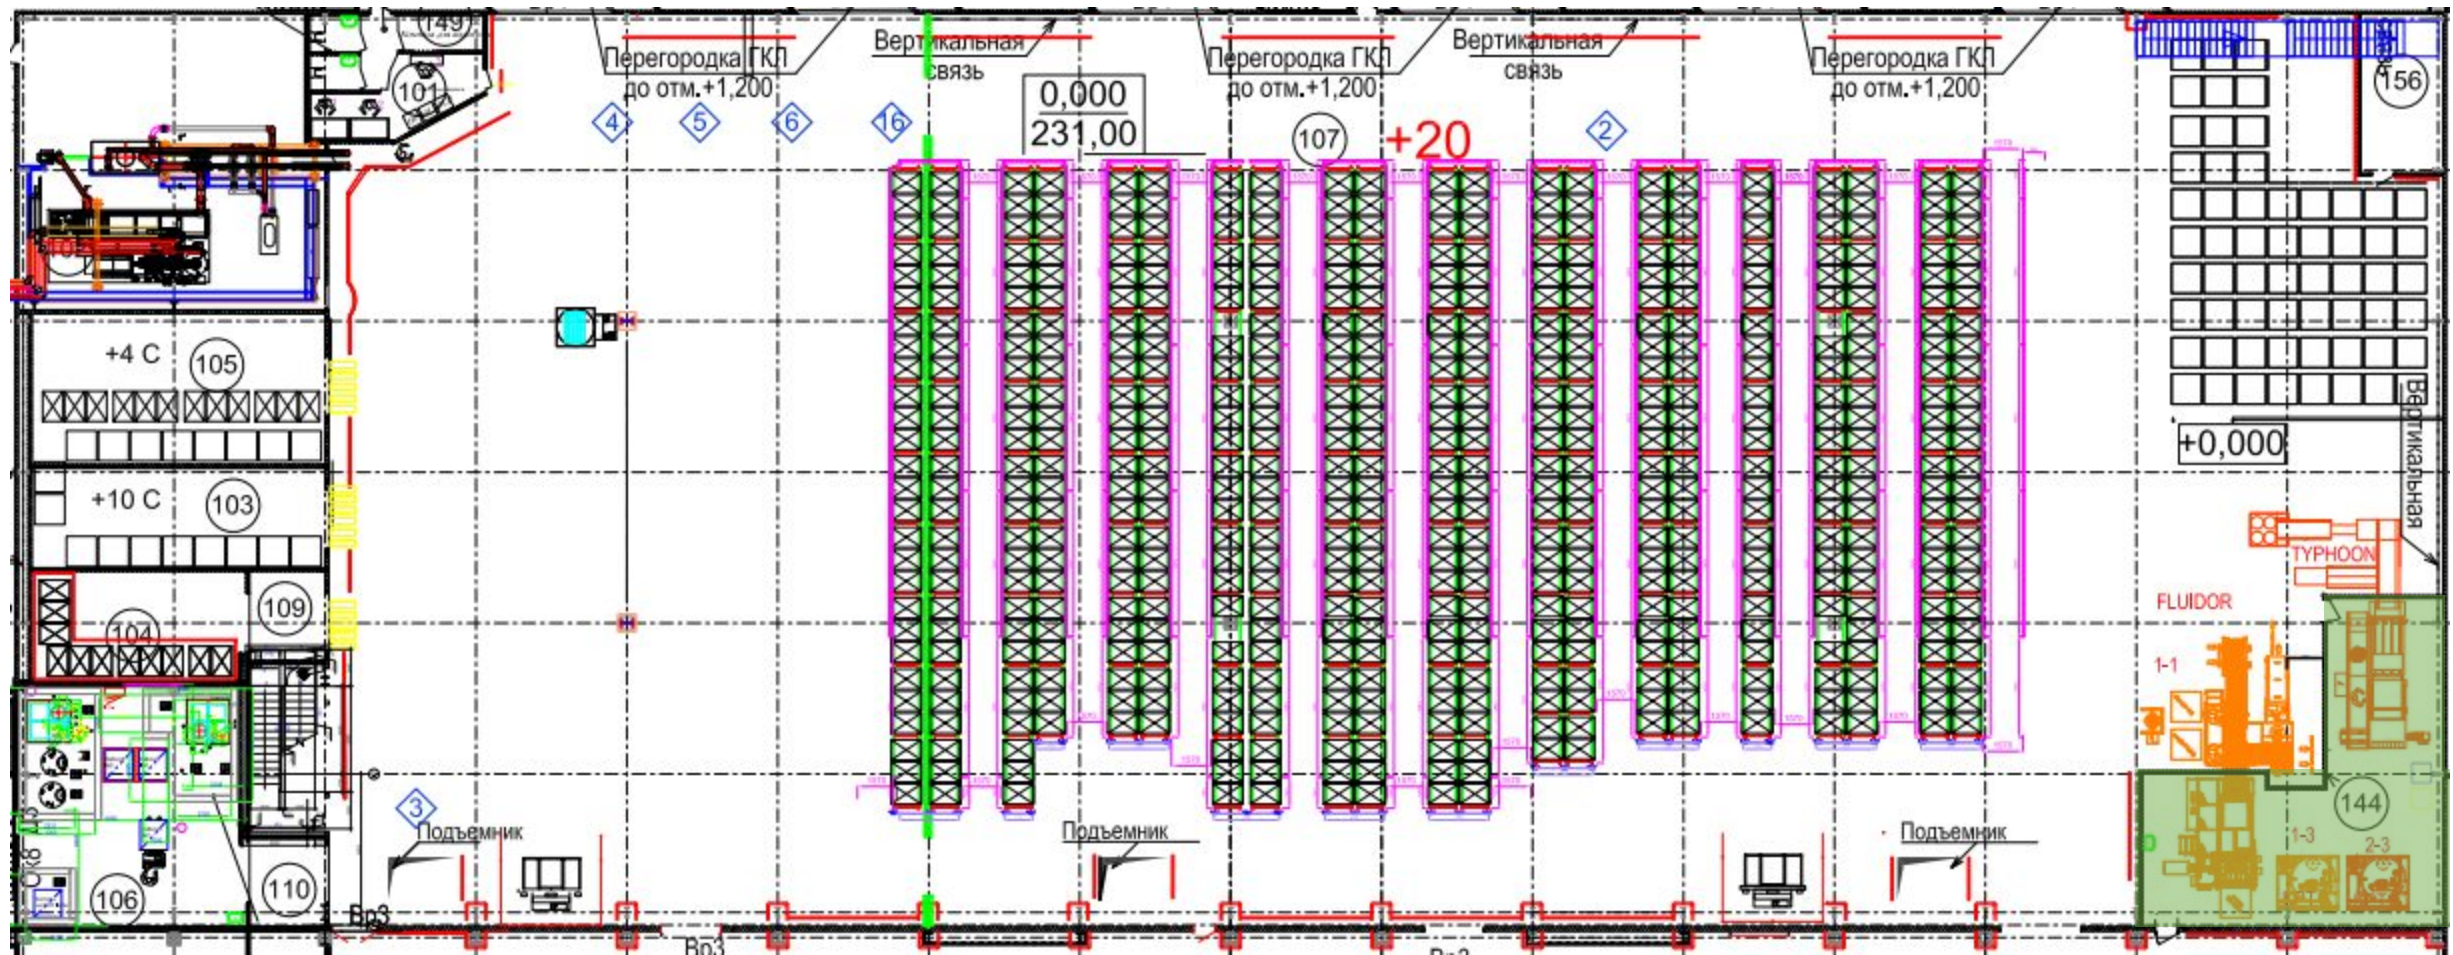 149
101
Перегородка ГКЛ
до отм.+1,200
Вертикальная
связь
0,000
231,00
Перегородка ГКЛ
до отм.+1,200
Вертикальная
связь
Перегородка ГКЛ
до отм.+1,200
156
4
5
6
16
107
+20
2
+4 С
105
+10 С
103
104
109
+0,000
Вертикальная
TYPHOON
FLUIDOR
1-1
144
1-3
2-3
3
Подъемник
Подъемник
Подъемник
106
110
Вр3
Вр3